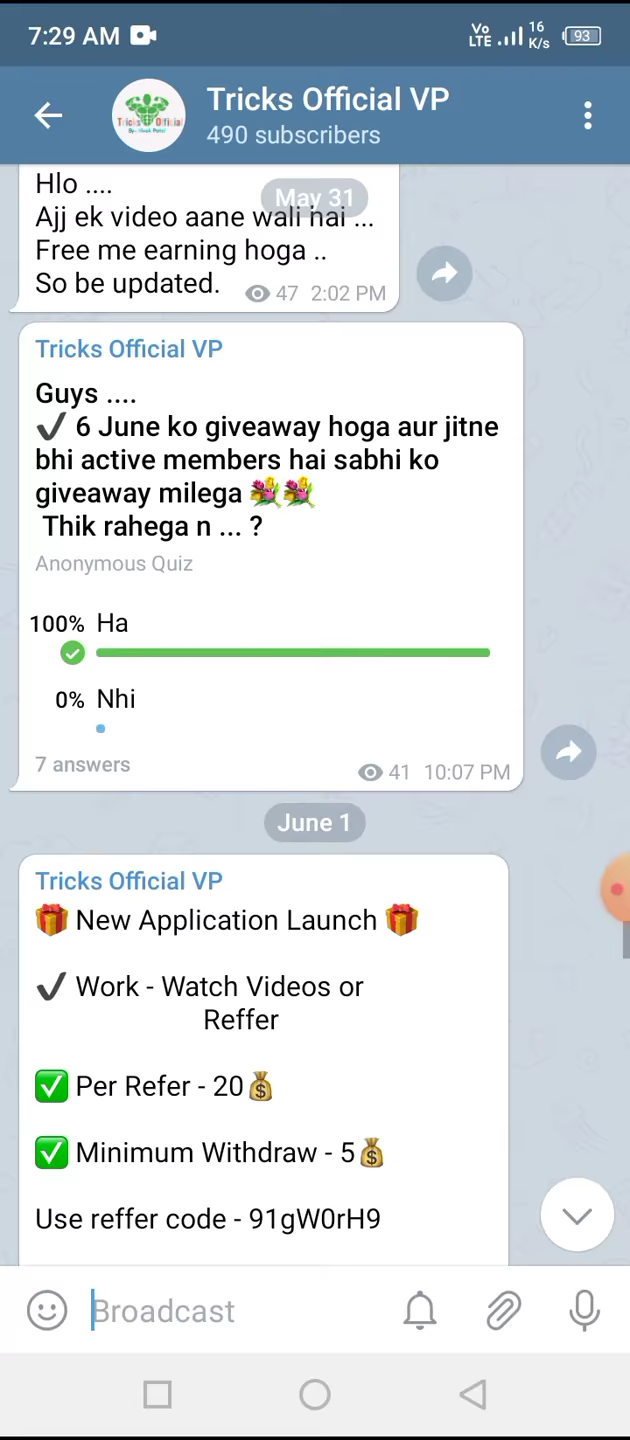 7:29 AM
Vo LTE 16 K/s 93
Tricks Official VP
490 subscribers
Hlo ....
May 31
Ajj ek video aane wali hai ...
Free me earning hoga ..
So be updated.
47 2:02 PM
Tricks Official VP
Guys ....
✔ 6 June ko giveaway hoga aur jitne
bhi active members hai sabhi ko
giveaway milega 💐💐
Thik rahega n ... ?
Anonymous Quiz
100% Ha
0% Nhi
7 answers
41 10:07 PM
June 1
Tricks Official VP
🎁 New Application Launch 🎁
✔ Work - Watch Videos or
Reffer
✅ Per Refer - 20💰
✅ Minimum Withdraw - 5💰
Use reffer code - 91gW0rH9
Broadcast